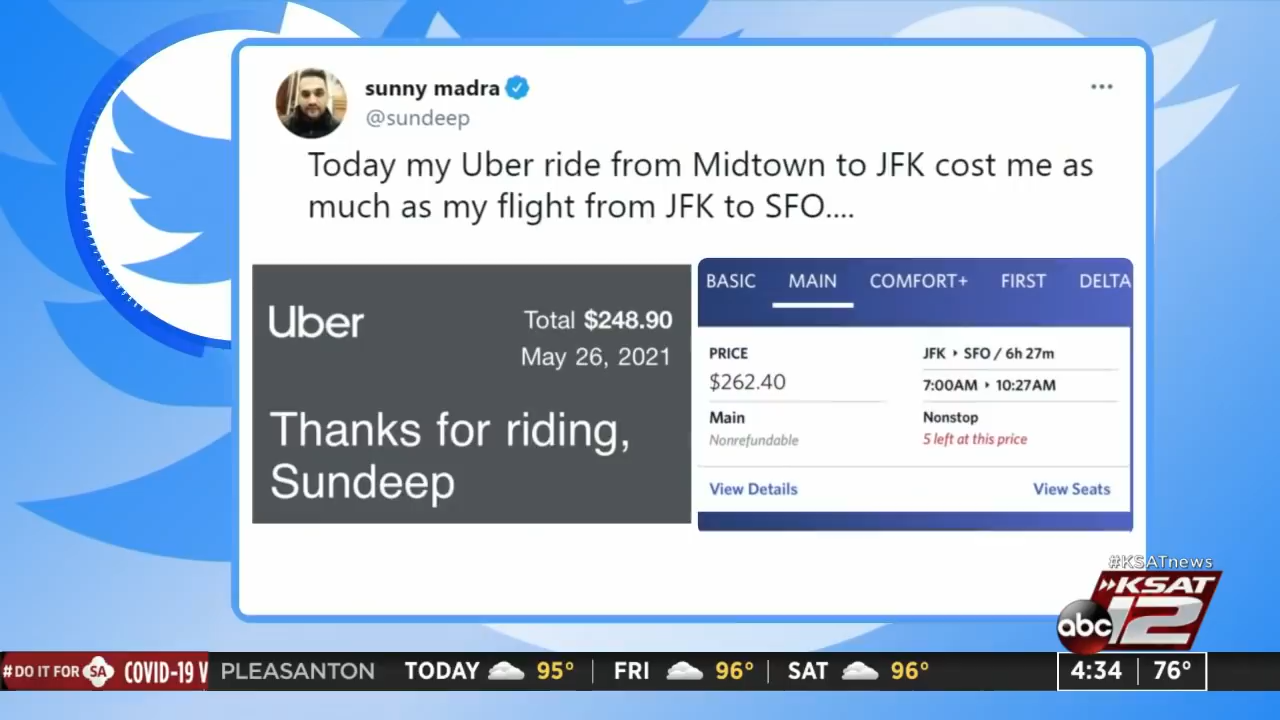 sunny madra
@sundeep
Today my Uber ride from Midtown to JFK cost me as
much as my flight from JFK to SFO....
Uber
Total $248.90
May 26, 2021
Thanks for riding,
Sundeep
BASIC MAIN COMFORT+ FIRST DELTA
PRICE
$262.40
Main
Nonrefundable
JFK ▸ SFO / 6h 27m
7:00AM ▸ 10:27AM
Nonstop
5 left at this price
View Details
View Seats
#KSATnews
KSAT
abc 12
#DO IT FOR SA COVID-19 V PLEASANTON TODAY 95° FRI 96° SAT 96° 4:34 76°